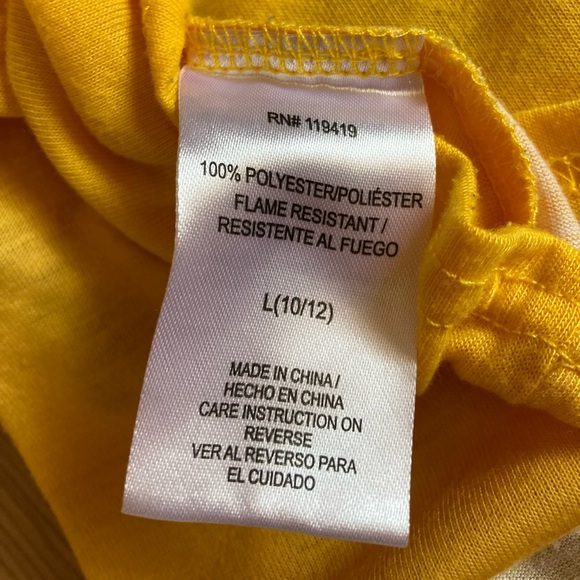 RN# 119419
100% POLYESTER/POLIÉSTER
FLAME RESISTANT /
RESISTENTE AL FUEGO
L(10/12)
MADE IN CHINA /
HECHO EN CHINA
CARE INSTRUCTION ON
REVERSE
VER AL REVERSO PARA
EL CUIDADO